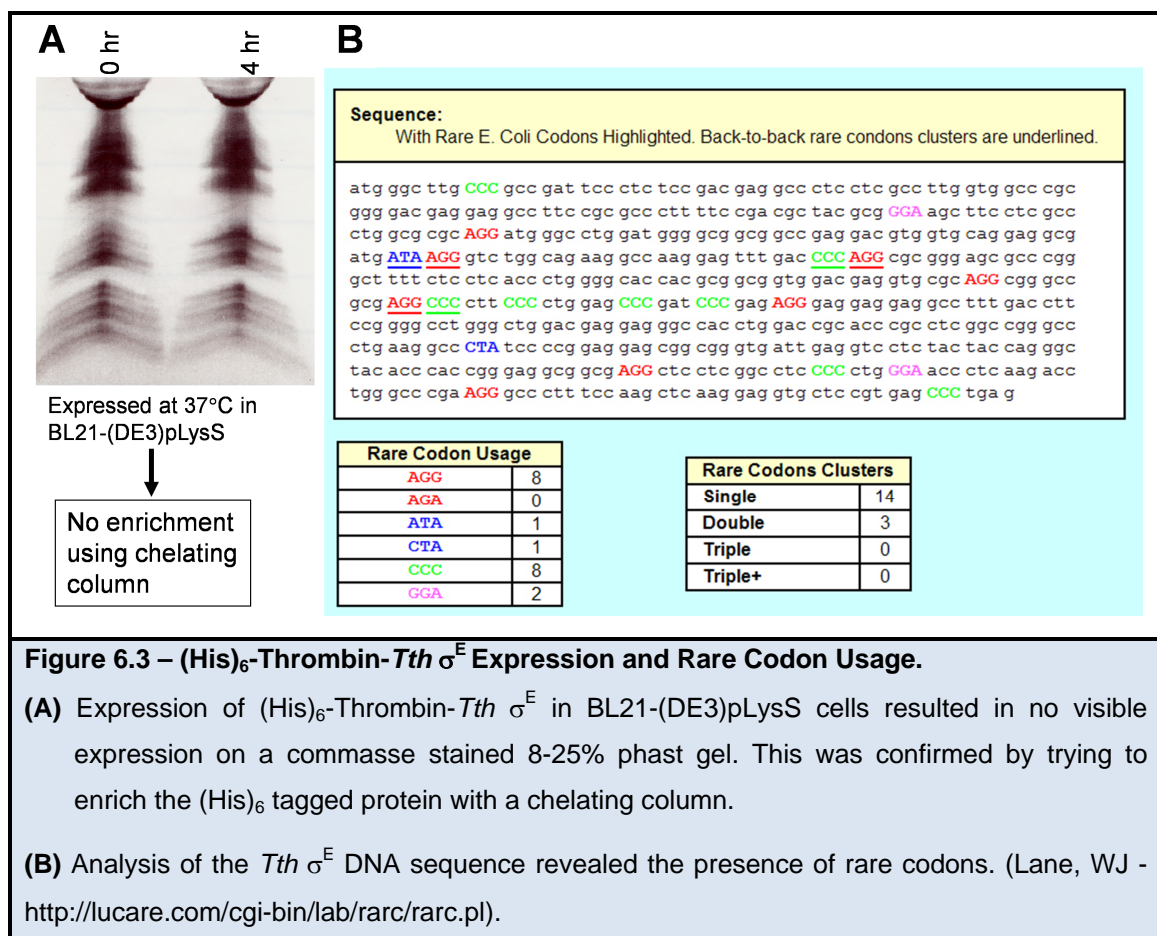 A
B
0 hr
4 hr
Expressed at 37°C in
BL21-(DE3)pLysS
No enrichment
using chelating
column
Sequence:
With Rare E. Coli Codons Highlighted. Back-to-back rare condons clusters are underlined.
atg ggc ttg CCC gcc gat tcc ctc tcc gac gag gcc ctc ctc gcc ttg gtg gcc cgc
ggg gac gag gag gcc ttc cgc gcc ctt ttc cga cgc tac gcg GGA agc ttc ctc gcc
ctg gcg cgc AGG atg ggc ctg gat ggg gcg gcg gcc gag gac gtg gtg cag gag gcg
atg ATA AGG gtc tgg cag aag gcc aag gag ttt gac CCC AGG cgc ggg agc gcc cgg
gct ttt ctc ctc acc ctg ggg cac cac gcg gcg gtg gac gag gtg cgc AGG cgg gcc
gcg AGG CCC ctt CCC ctg gag CCC gat CCC gag AGG gag gag gag gcc ttt gac ctt
ccg ggg cct ggg ctg gac gag gag ggc cac ctg gac cgc acc cgc ctc ggc cgg gcc
ctg aag gcc CTA tcc ccg gag gag cgg cgg gtg att gag gtc ctc tac tac cag ggc
tac acc cac cgg gag gcg gcg AGG ctc ctc ggc ctc CCC ctg GGA acc ctc aag acc
tgg gcc cga AGG gcc ctt tcc aag ctc aag gag gtg ctc cgt gag CCC tga g
Rare Codon Usage
AGG 8
AGA 0
ATA 1
CTA 1
CCC 8
GGA 2
Rare Codons Clusters
Single 14
Double 3
Triple 0
Triple+ 0
Figure 6.3 – (His)6-Thrombin-Tth σE Expression and Rare Codon Usage.
(A) Expression of (His)6-Thrombin-Tth σE in BL21-(DE3)pLysS cells resulted in no visible
expression on a commasse stained 8-25% phast gel. This was confirmed by trying to
enrich the (His)6 tagged protein with a chelating column.
(B) Analysis of the Tth σE DNA sequence revealed the presence of rare codons. (Lane, WJ -
http://lucare.com/cgi-bin/lab/rarc/rarc.pl).